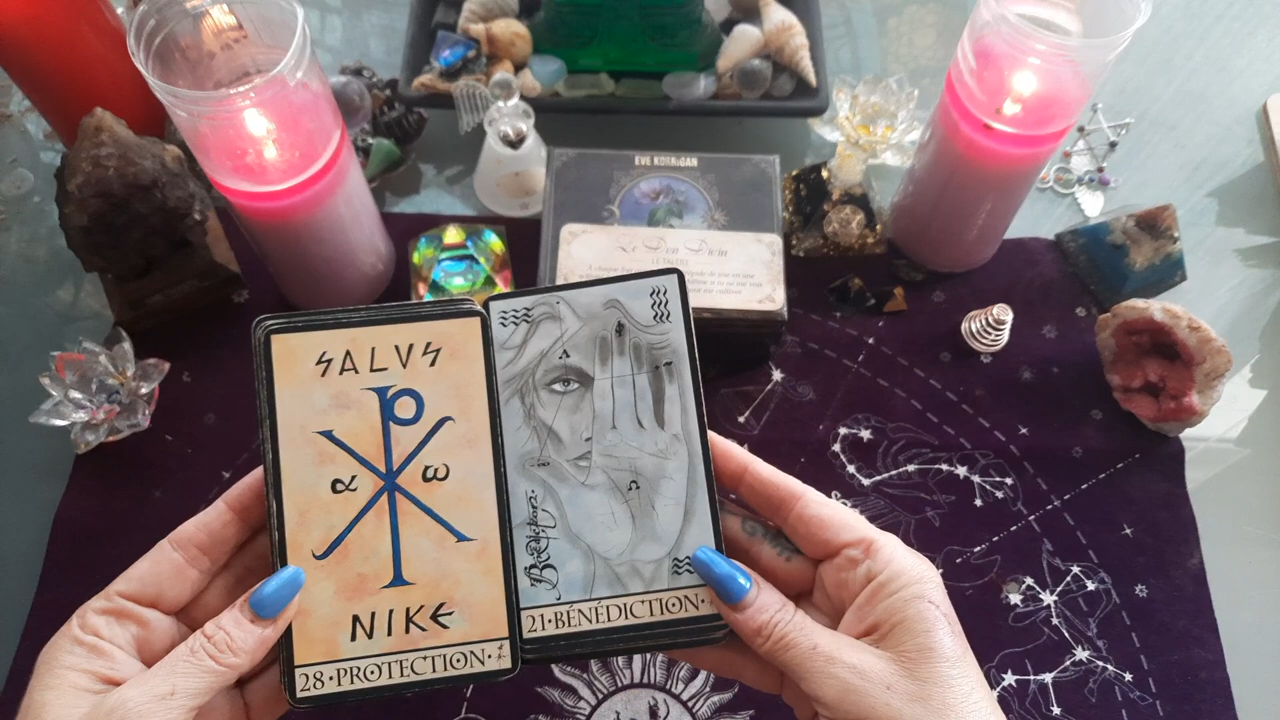 EVE KORRIGAN
Le Don Divin
LE TALENT
SALVS
α ω
NIKE
28·PROTECTION·
Bénédiction
21·BÉNÉDICTION·